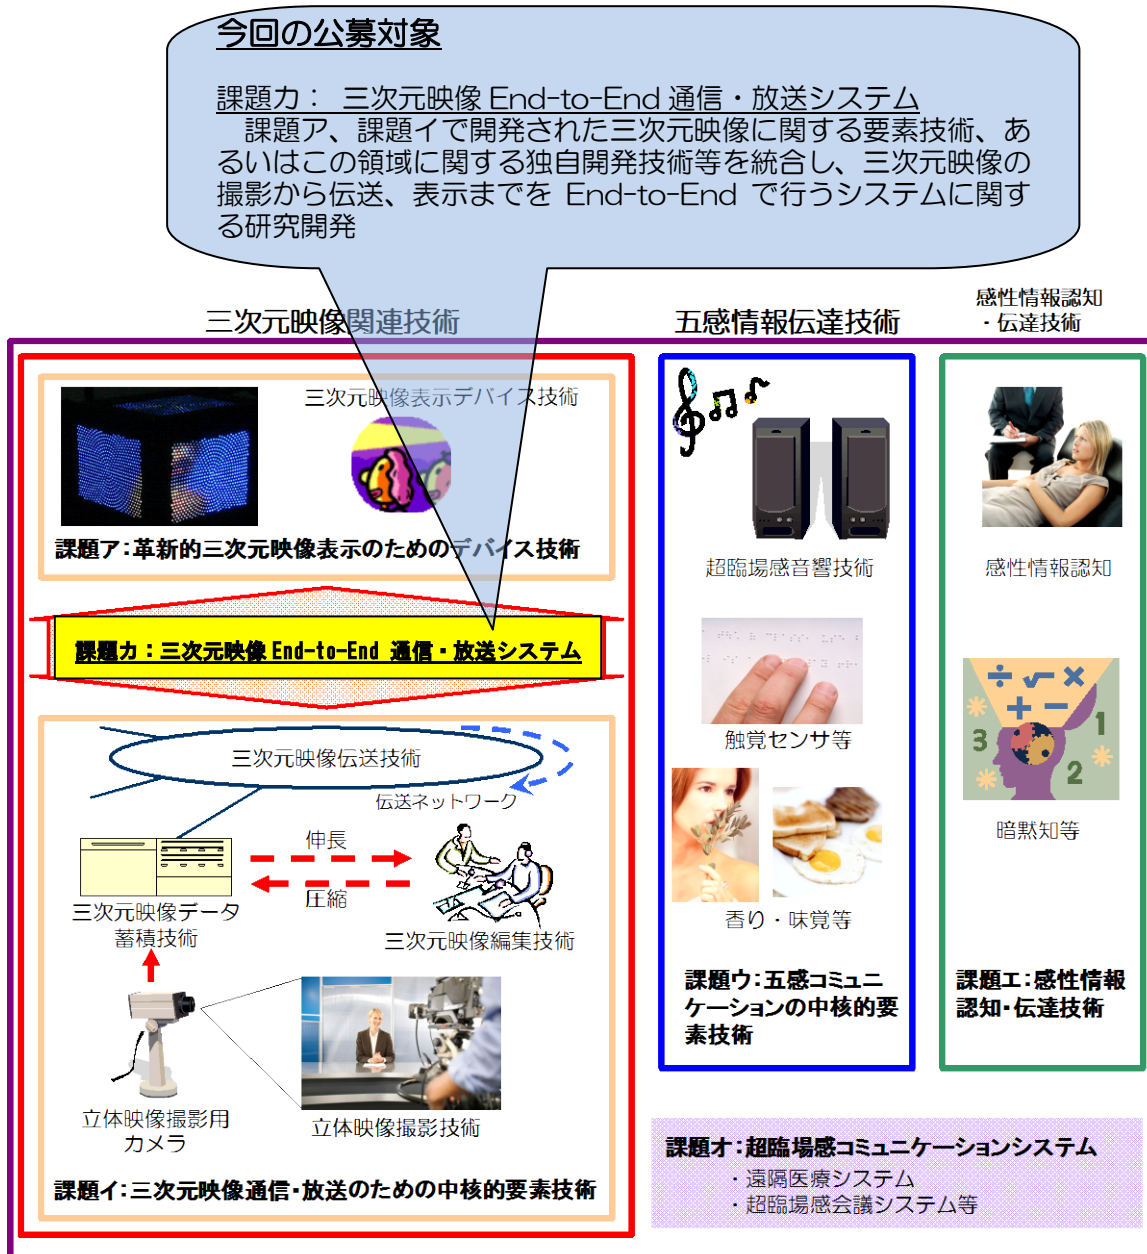 今回の公募対象
課題カ： 三次元映像 End-to-End 通信・放送システム
課題ア、課題イで開発された三次元映像に関する要素技術、あ
るいはこの領域に関する独自開発技術等を統合し、三次元映像の
撮影から伝送、表示までを End-to-End で行うシステムに関す
る研究開発
三次元映像関連技術
五感情報伝達技術
感性情報認知
・伝達技術
三次元映像表示デバイス技術
課題ア：革新的三次元映像表示のためのデバイス技術
課題カ：三次元映像 End-to-End 通信・放送システム
三次元映像伝送技術
伝送ネットワーク
伸長
圧縮
三次元映像データ
蓄積技術
三次元映像編集技術
立体映像撮影用
カメラ
立体映像撮影技術
課題イ：三次元映像通信・放送のための中核的要素技術
超臨場感音響技術
触覚センサ等
香り・味覚等
課題ウ：五感コミュニ
ケーションの中核的要
素技術
感性情報認知
÷ √ ×
+ −
3
1
2
暗黙知等
課題エ：感性情報
認知・伝達技術
課題オ：超臨場感コミュニケーションシステム
・遠隔医療システム
・超臨場感会議システム等